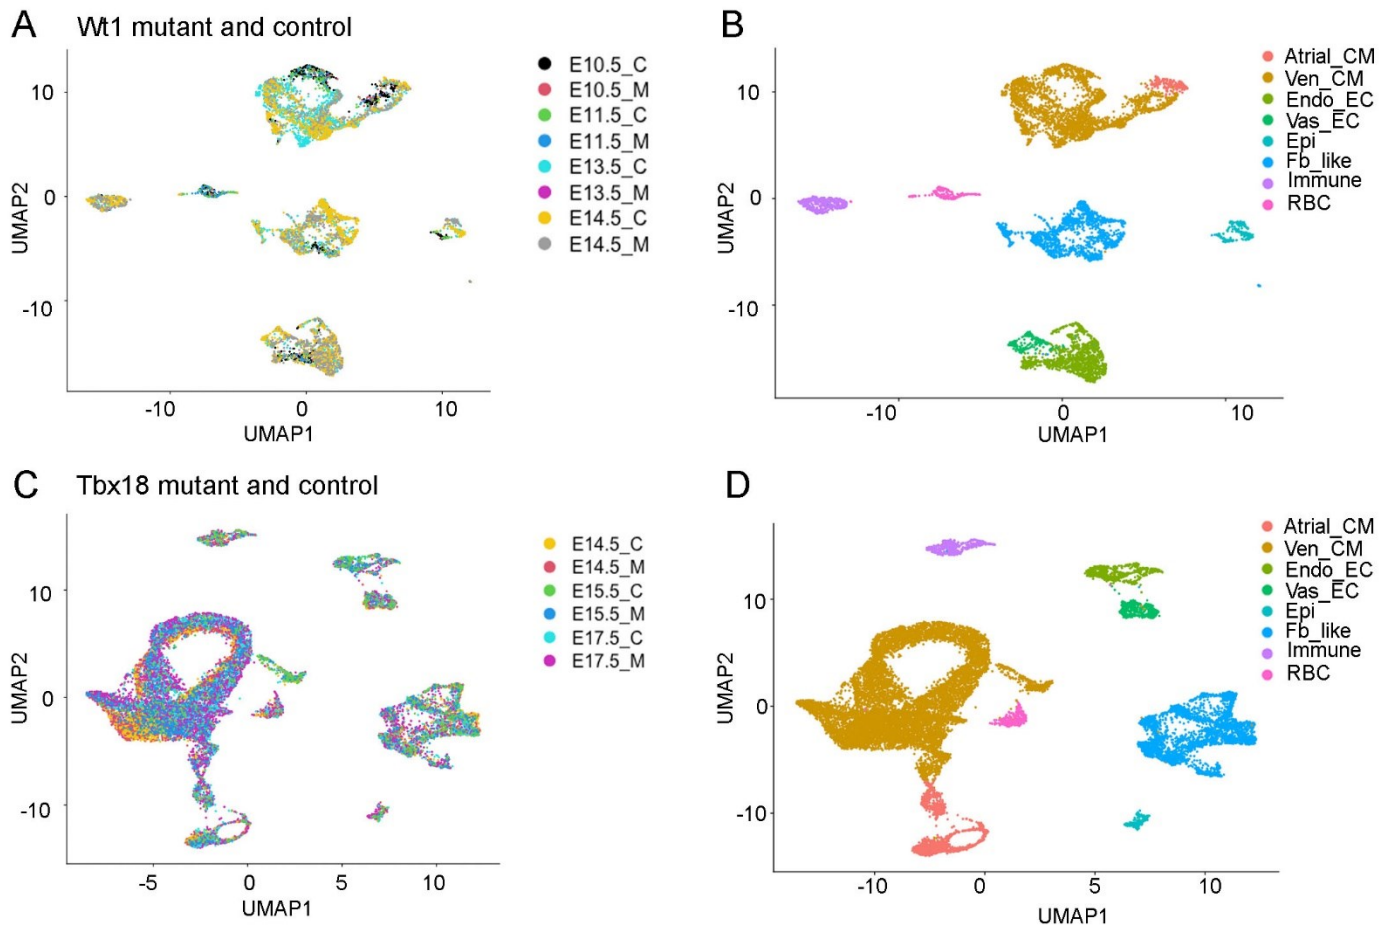 A Wt1 mutant and control
10
0
-10
UMAP2
-10 0 10
UMAP1
E10.5_C
E10.5_M
E11.5_C
E11.5_M
E13.5_C
E13.5_M
E14.5_C
E14.5_M
B
10
0
-10
UMAP2
-10 0 10
UMAP1
Atrial_CM
Ven_CM
Endo_EC
Vas_EC
Epi
Fb_like
Immune
RBC
C Tbx18 mutant and control
10
0
-10
UMAP2
-5 0 5 10
UMAP1
E14.5_C
E14.5_M
E15.5_C
E15.5_M
E17.5_C
E17.5_M
D
10
0
-10
UMAP2
-10 0 5 10
UMAP1
Atrial_CM
Ven_CM
Endo_EC
Vas_EC
Epi
Fb_like
Immune
RBC